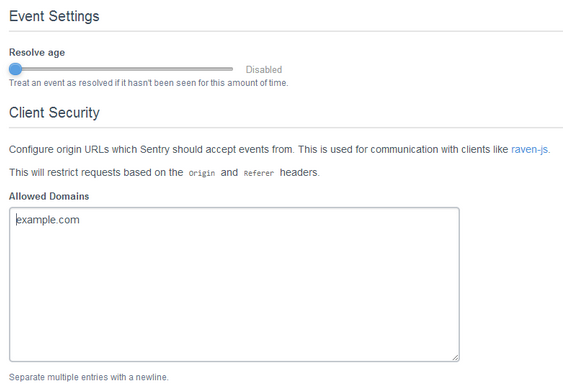 Event Settings
Resolve age
Disabled
Treat an event as resolved if it hasn't been seen for this amount of time.
Client Security
Configure origin URLs which Sentry should accept events from. This is used for communication with clients like raven-js.
This will restrict requests based on the Origin and Referer headers.
Allowed Domains
example.com
Separate multiple entries with a newline.